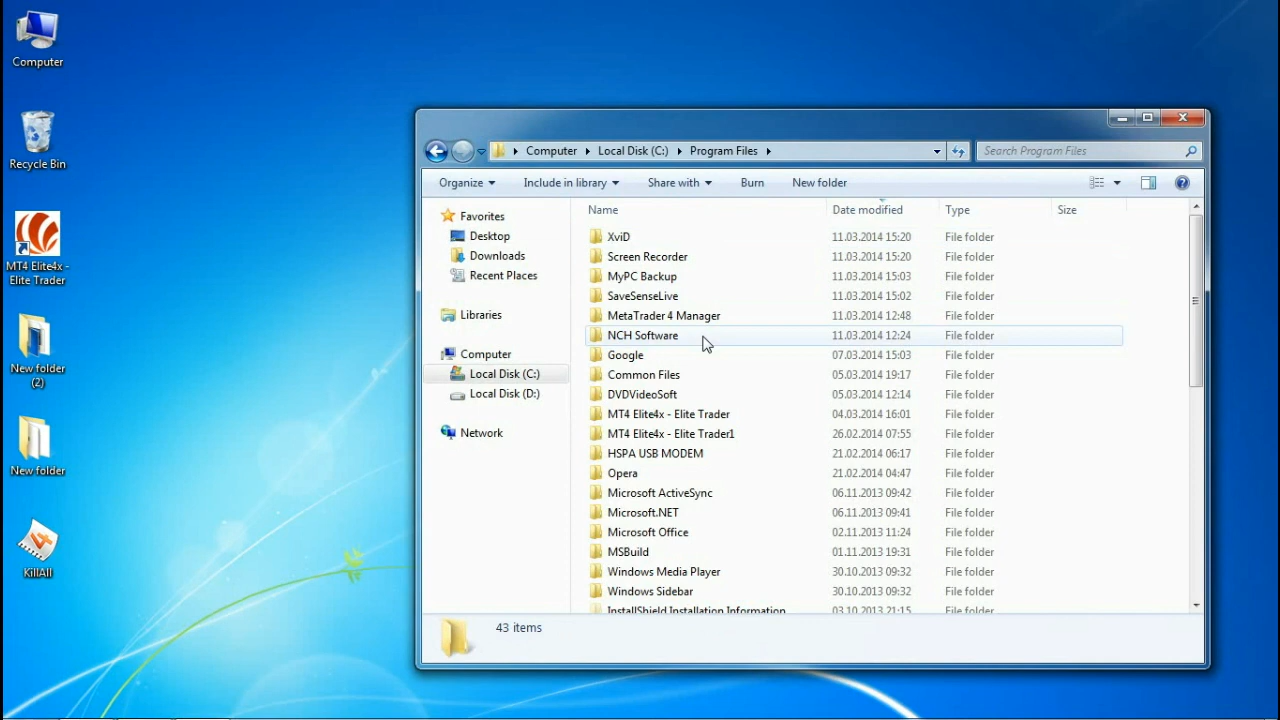 Computer
Recycle Bin
MT4 Elite4x -
Elite Trader
New folder
(2)
New folder
KillAll
Computer Local Disk (C:) Program Files
Search Program Files
Organize Include in library Share with Burn New folder
Favorites
Desktop
Downloads
Recent Places
Libraries
Computer
Local Disk (C:)
Local Disk (D:)
Network
Name Date modified Type Size
XviD 11.03.2014 15:20 File folder
Screen Recorder 11.03.2014 15:20 File folder
MyPC Backup 11.03.2014 15:03 File folder
SaveSenseLive 11.03.2014 15:02 File folder
MetaTrader 4 Manager 11.03.2014 12:48 File folder
NCH Software 11.03.2014 12:24 File folder
Google 07.03.2014 15:03 File folder
Common Files 05.03.2014 19:17 File folder
DVDVideoSoft 05.03.2014 12:14 File folder
MT4 Elite4x - Elite Trader 04.03.2014 16:01 File folder
MT4 Elite4x - Elite Trader1 26.02.2014 07:55 File folder
HSPA USB MODEM 21.02.2014 06:17 File folder
Opera 21.02.2014 04:47 File folder
Microsoft ActiveSync 06.11.2013 09:42 File folder
Microsoft.NET 06.11.2013 09:41 File folder
Microsoft Office 02.11.2013 11:24 File folder
MSBuild 01.11.2013 19:31 File folder
Windows Media Player 30.10.2013 09:32 File folder
Windows Sidebar 30.10.2013 09:32 File folder
InstallShield Installation Information 03.10.2013 21:15 File folder
43 items